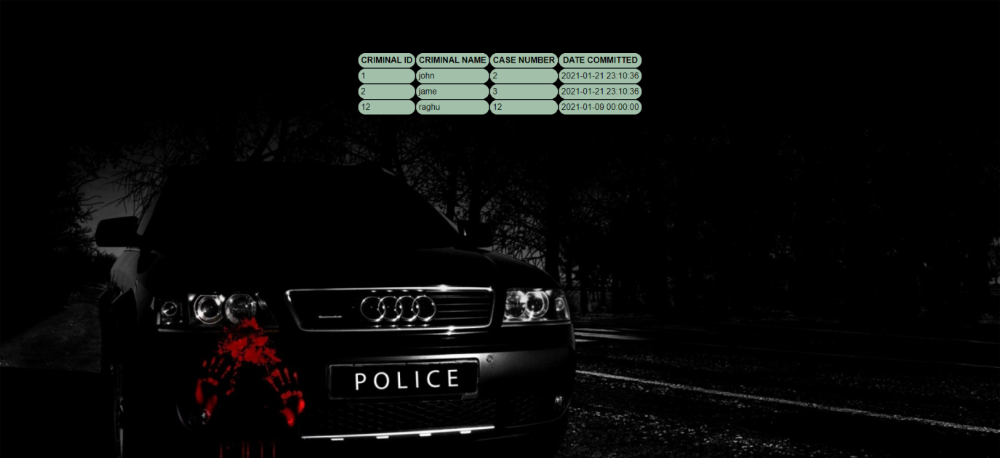 CRIMINAL ID CRIMINAL NAME CASE NUMBER DATE COMMITTED
1 john 2 2021-01-21 23:10:36
2 jame 3 2021-01-21 23:10:36
12 raghu 12 2021-01-09 00:00:00
POLICE